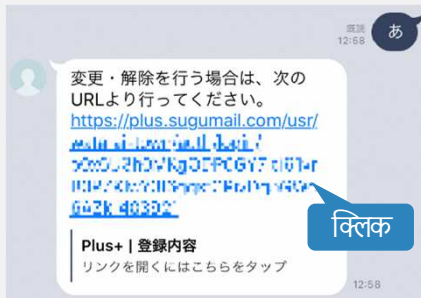 既読
12:58
あ
変更・解除を行う場合は、次の
URLより行ってください。
https://plus.sugumail.com/usr/
क्लिक
Plus+ | 登録内容
リンクを開くにはこちらをタップ
12:58